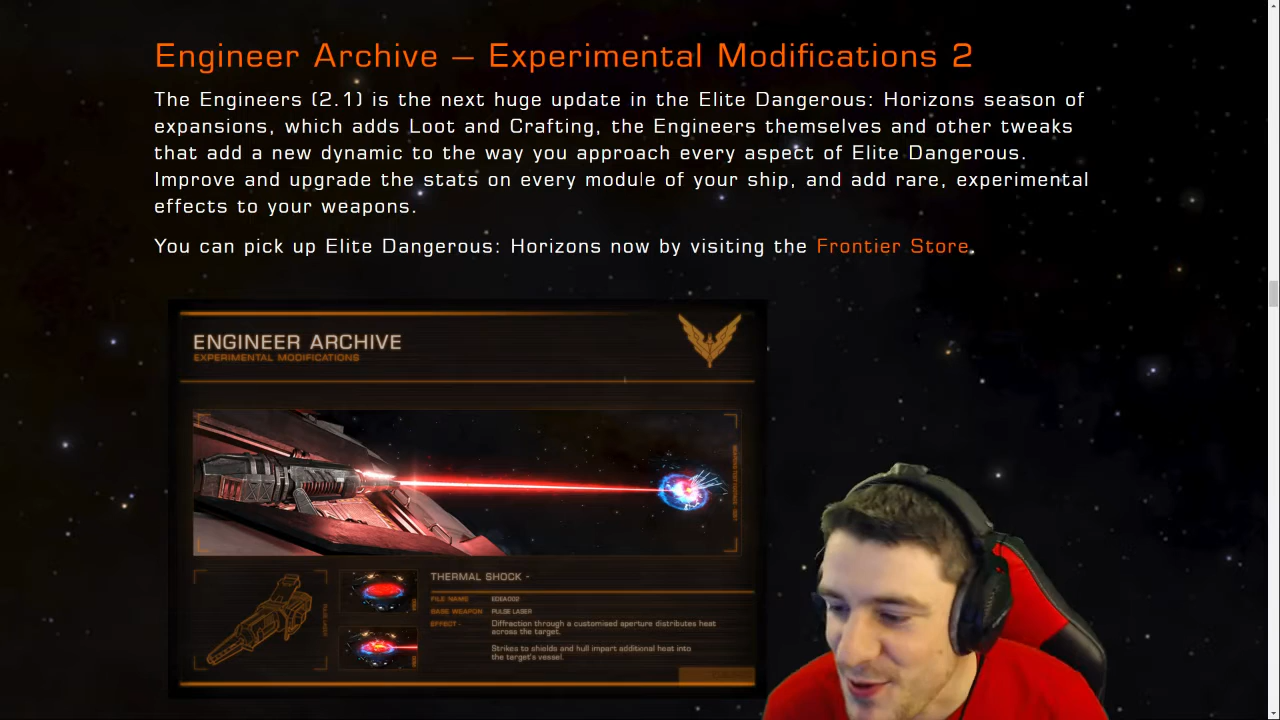 Engineer Archive – Experimental Modifications 2
The Engineers (2.1) is the next huge update in the Elite Dangerous: Horizons season of
expansions, which adds Loot and Crafting, the Engineers themselves and other tweaks
that add a new dynamic to the way you approach every aspect of Elite Dangerous.
Improve and upgrade the stats on every module of your ship, and add rare, experimental
effects to your weapons.
You can pick up Elite Dangerous: Horizons now by visiting the Frontier Store.
ENGINEER ARCHIVE
EXPERIMENTAL MODIFICATIONS
THERMAL SHOCK -
FILE NAME
BASE WEAPON PULSE LASER
EFFECT - Diffraction through a customised aperture distributes heat
across the target.
Strikes to shields and hull impart additional heat into
the target's vessel.